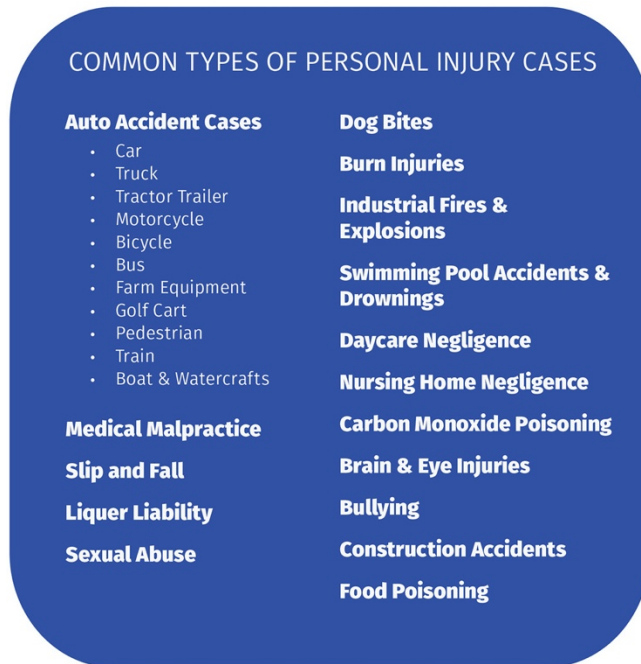 COMMON TYPES OF PERSONAL INJURY CASES
Auto Accident Cases
• Car
• Truck
• Tractor Trailer
• Motorcycle
• Bicycle
• Bus
• Farm Equipment
• Golf Cart
• Pedestrian
• Train
• Boat & Watercrafts
Medical Malpractice
Slip and Fall
Liquer Liability
Sexual Abuse
Dog Bites
Burn Injuries
Industrial Fires &
Explosions
Swimming Pool Accidents &
Drownings
Daycare Negligence
Nursing Home Negligence
Carbon Monoxide Poisoning
Brain & Eye Injuries
Bullying
Construction Accidents
Food Poisoning